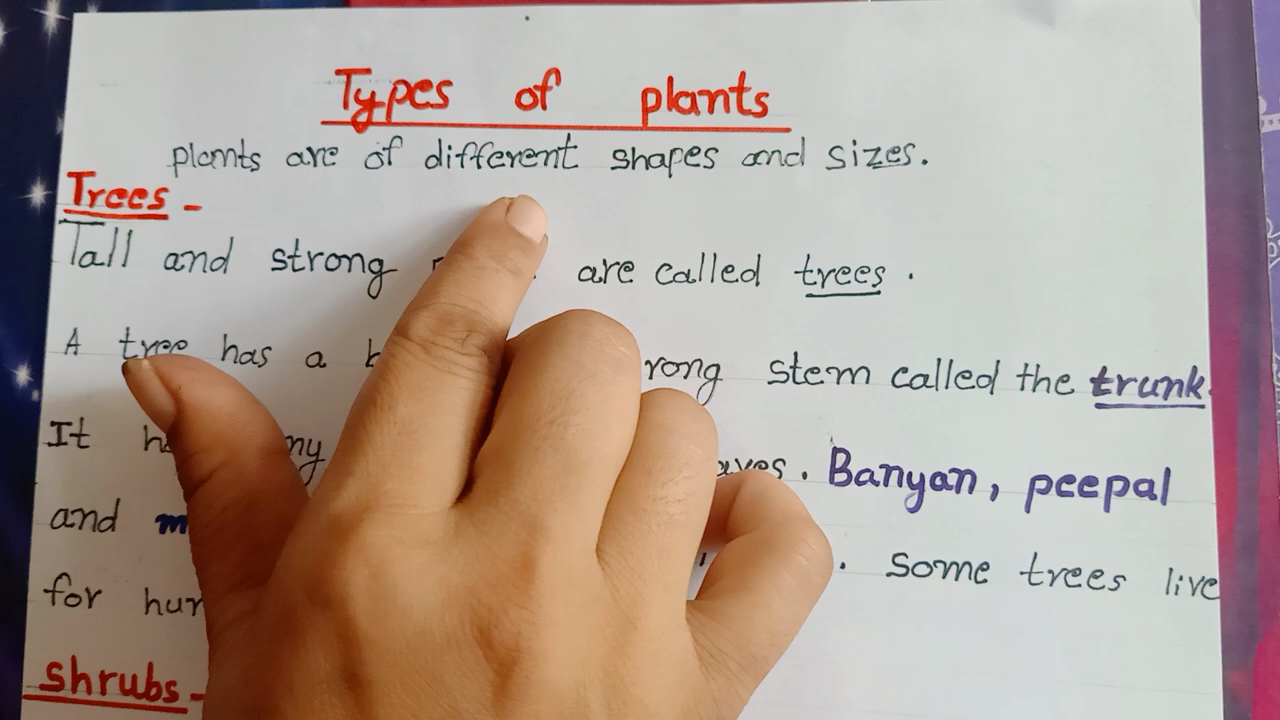 Types of plants
plants are of different shapes and sizes.
Trees -
Tall and strong are called trees.
A tree has a stem called the trunk.
It Banyan, peepal
and . Some trees live
for
shrubs -